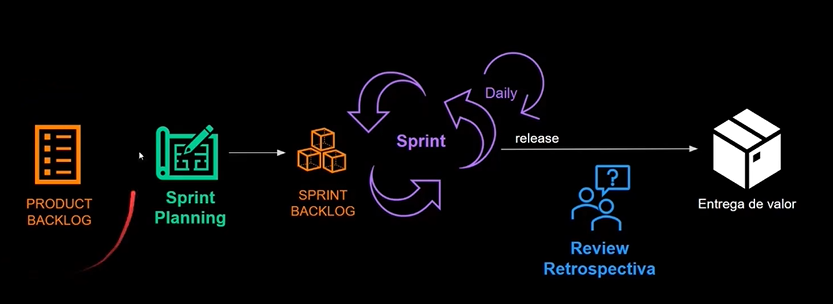 PRODUCT
BACKLOG
Sprint
Planning
SPRINT
BACKLOG
Sprint
Daily
release
?
Review
Retrospectiva
Entrega de valor